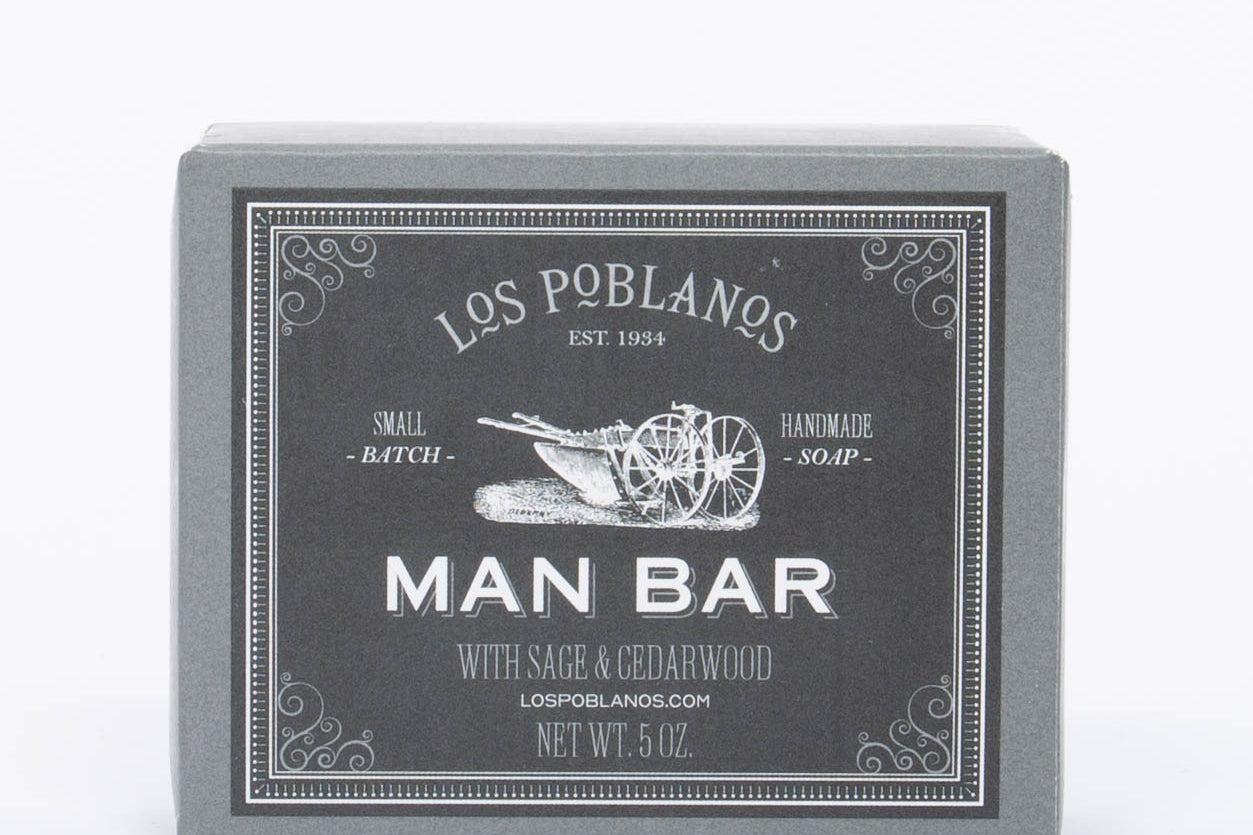 LOS POBLANOS
EST. 1934
SMALL
- BATCH -
HANDMADE
- SOAP -
MAN BAR
WITH SAGE & CEDARWOOD
LOSPOBLANOS.COM
NET WT. 5 OZ.